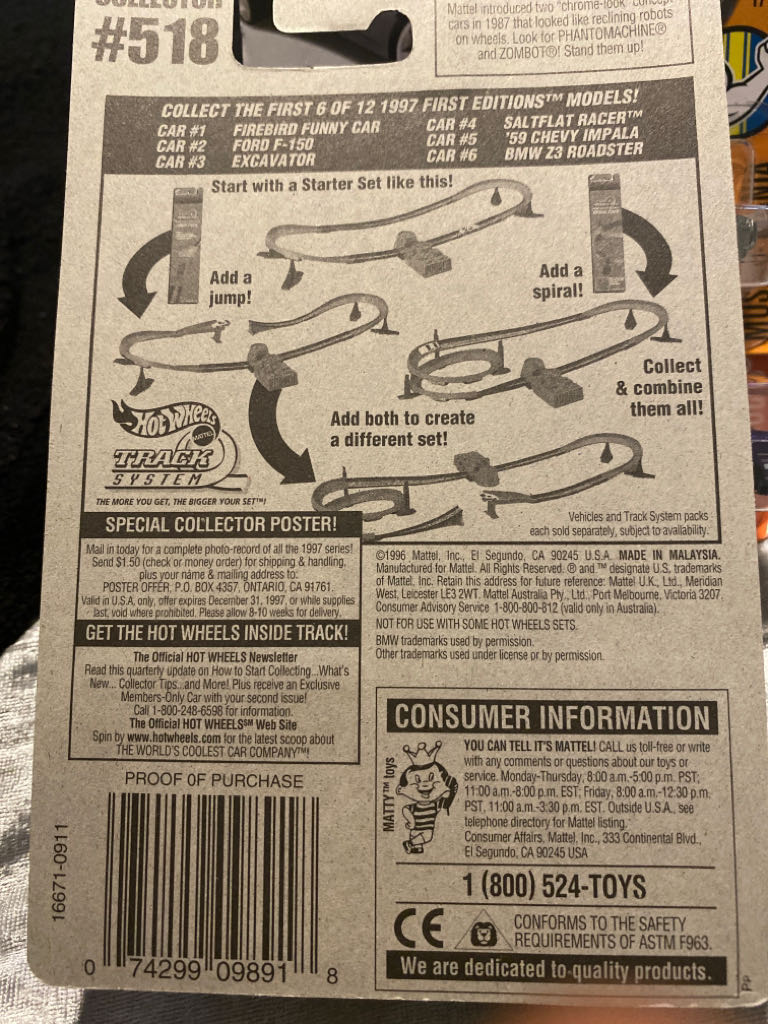 COLLECTOR
#518
Mattel introduced two "chrome-look" concept
cars in 1987 that looked like reclining robots
on wheels. Look for PHANTOMACHINE®
and ZOMBOT®! Stand them up!
COLLECT THE FIRST 6 OF 12 1997 FIRST EDITIONS™ MODELS!
CAR #1 FIREBIRD FUNNY CAR
CAR #2 FORD F-150
CAR #3 EXCAVATOR
CAR #4 SALTFLAT RACER™
CAR #5 '59 CHEVY IMPALA
CAR #6 BMW Z3 ROADSTER
Start with a Starter Set like this!
Add a
jump!
Add a
spiral!
Collect
& combine
them all!
Add both to create
a different set!
HOT WHEELS
MATTEL
TRACK
SYSTEM
THE MORE YOU GET, THE BIGGER YOUR SET™!
Vehicles and Track System packs
each sold separately, subject to availability.
SPECIAL COLLECTOR POSTER!
Mail in today for a complete photo-record of all the 1997 series!
Send $1.50 (check or money order) for shipping & handling,
plus your name & mailing address to:
POSTER OFFER, P.O. BOX 4357, ONTARIO, CA 91761.
Valid in U.S.A. only, offer expires December 31, 1997, or while supplies
last, void where prohibited. Please allow 8-10 weeks for delivery.
GET THE HOT WHEELS INSIDE TRACK!
The Official HOT WHEELS Newsletter
Read this quarterly update on How to Start Collecting...What's
New... Collector Tips...and More! Plus receive an Exclusive
Members-Only Car with your second issue!
Call 1-800-248-6598 for information.
The Official HOT WHEELS℠ Web Site
Spin by www.hotwheels.com for the latest scoop about
THE WORLD'S COOLEST CAR COMPANY™!
©1996 Mattel, Inc., El Segundo, CA 90245 U.S.A. MADE IN MALAYSIA.
Manufactured for Mattel. All Rights Reserved. ® and ™ designate U.S. trademarks
of Mattel, Inc. Retain this address for future reference: Mattel U.K., Ltd., Meridian
West, Leicester LE3 2WT. Mattel Australia Pty., Ltd., Port Melbourne, Victoria 3207.
Consumer Advisory Service 1-800-800-812 (valid only in Australia).
NOT FOR USE WITH SOME HOT WHEELS SETS.
BMW trademarks used by permission.
Other trademarks used under license or by permission.
CONSUMER INFORMATION
MATTY™ toys
YOU CAN TELL IT'S MATTEL! CALL us toll-free or write
with any comments or questions about our toys or
service. Monday-Thursday, 8:00 a.m.-5:00 p.m. PST,
11:00 a.m.-8:00 p.m. EST; Friday, 8:00 a.m.-12:30 p.m.
PST, 11:00 a.m.-3:30 p.m. EST. Outside U.S.A., see
telephone directory for Mattel listing.
Consumer Affairs, Mattel, Inc., 333 Continental Blvd.,
El Segundo, CA 90245 USA
1 (800) 524-TOYS
CE
CONFORMS TO THE SAFETY
REQUIREMENTS OF ASTM F963.
We are dedicated to quality products.
Pp
PROOF OF PURCHASE
16671-0911
0 74299 09891 8